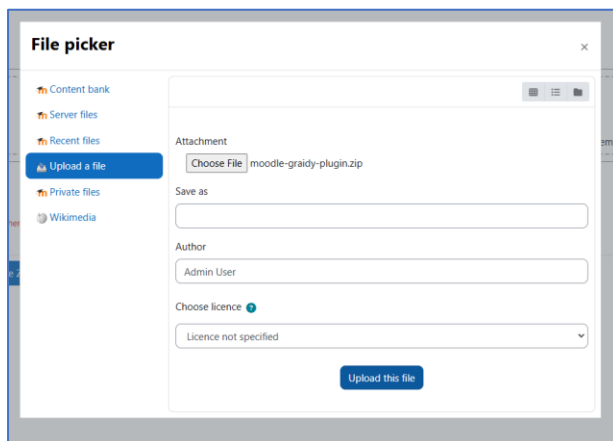 File picker
×
Content bank
Server files
Recent files
Upload a file
Private files
Wikimedia
Attachment
Choose File moodle-graidy-plugin.zip
Save as
Author
Admin User
Choose licence ?
Licence not specified
Upload this file